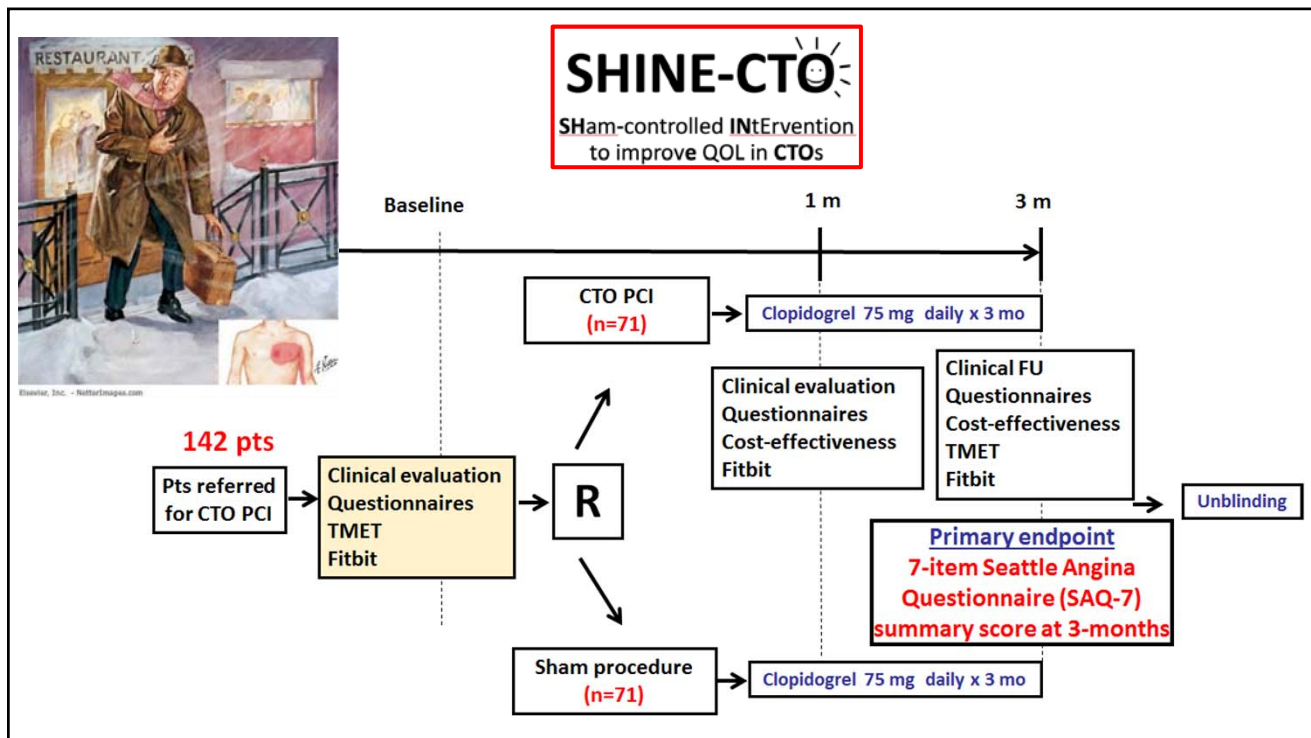 RESTAURANT
Elsevier, Inc. - NetterImages.com
SHINE-CTO
SHam-controlled INtErvention
to improve QOL in CTOs
Baseline
1 m
3 m
CTO PCI
(n=71)
Clopidogrel 75 mg daily x 3 mo
142 pts
Pts referred
for CTO PCI
Clinical evaluation
Questionnaires
TMET
Fitbit
R
Clinical evaluation
Questionnaires
Cost-effectiveness
Fitbit
Clinical FU
Questionnaires
Cost-effectiveness
TMET
Fitbit
Unblinding
Primary endpoint
7-item Seattle Angina
Questionnaire (SAQ-7)
summary score at 3-months
Sham procedure
(n=71)
Clopidogrel 75 mg daily x 3 mo